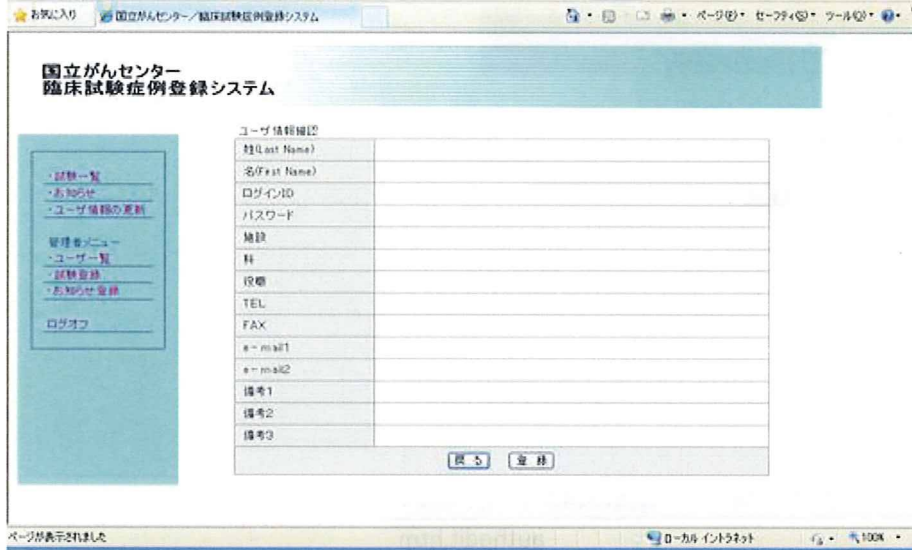 お気に入り
国立がんセンター/臨床試験症例登録システム
ページ(P) セーフティ(S) ツール(O)
国立がんセンター
臨床試験症例登録システム
・試験一覧
・お知らせ
・ユーザ情報の更新
管理者メニュー
・ユーザ一覧
・試験登録
・お知らせ登録
ログオフ
ユーザ情報確認
姓(Last Name)
名(First Name)
ログインID
パスワード
施設
科
役職
TEL
FAX
e-mail1
e-mail2
備考1
備考2
備考3
戻る 登録
ページが表示されました
ローカル イントラネット
100%